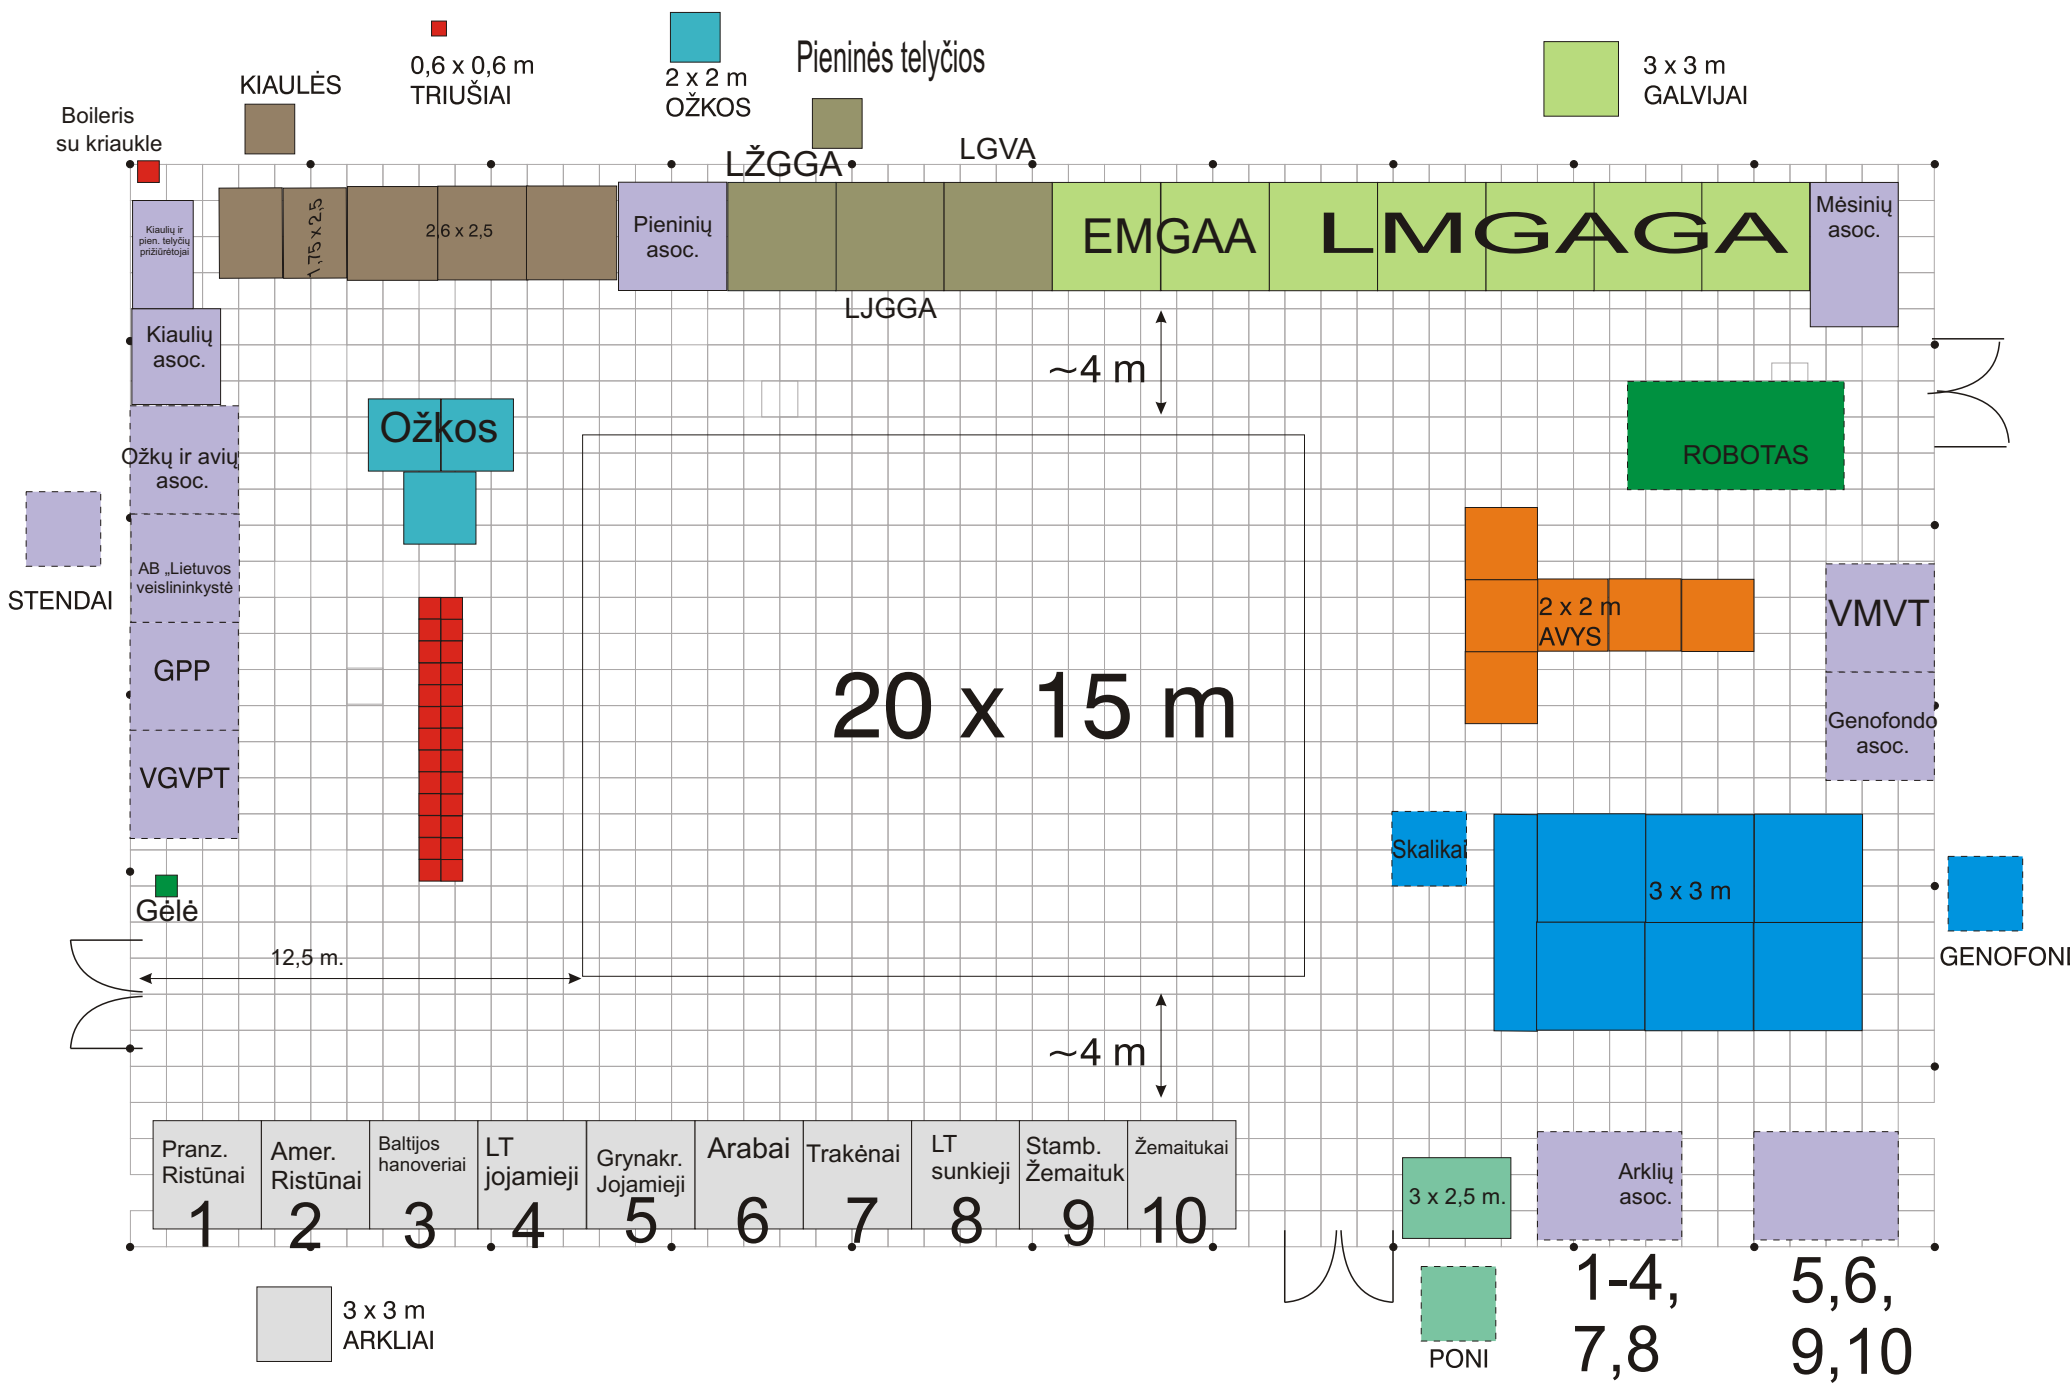 KIAULĖS
0,6 x 0,6 m
TRIUŠIAI
2 x 2 m
OŽKOS
Pieninės telyčios
3 x 3 m
GALVIJAI
Boileris
su kriaukle
LŽGGA
LGVA
Kiaulių ir
pien. telyčių
prižiūrėtojai
1,75 x 2,5
2,6 x 2,5
Pieninių
asoc.
EMGAA
LMGAGA
Mėsinių
asoc.
LJGGA
Kiaulių
asoc.
~4 m
Ožkos
Ožkų ir avių
asoc.
ROBOTAS
STENDAI
AB „Lietuvos
veislininkystė
2 x 2 m
AVYS
VMVT
GPP
20 x 15 m
Genofondo
asoc.
VGVPT
Skalikai
3 x 3 m
Gėlė
12,5 m.
GENOFONI
~4 m
Pranz.
Ristūnai
1
Amer.
Ristūnai
2
Baltijos
hanoveriai
3
LT
jojamieji
4
Grynakr.
Jojamieji
5
Arabai
6
Trakėnai
7
LT
sunkieji
8
Stamb.
Žemaituk
9
Žemaitukai
10
3 x 2,5 m.
Arklių
asoc.
3 x 3 m
ARKLIAI
PONI
1-4,
7,8
5,6,
9,10